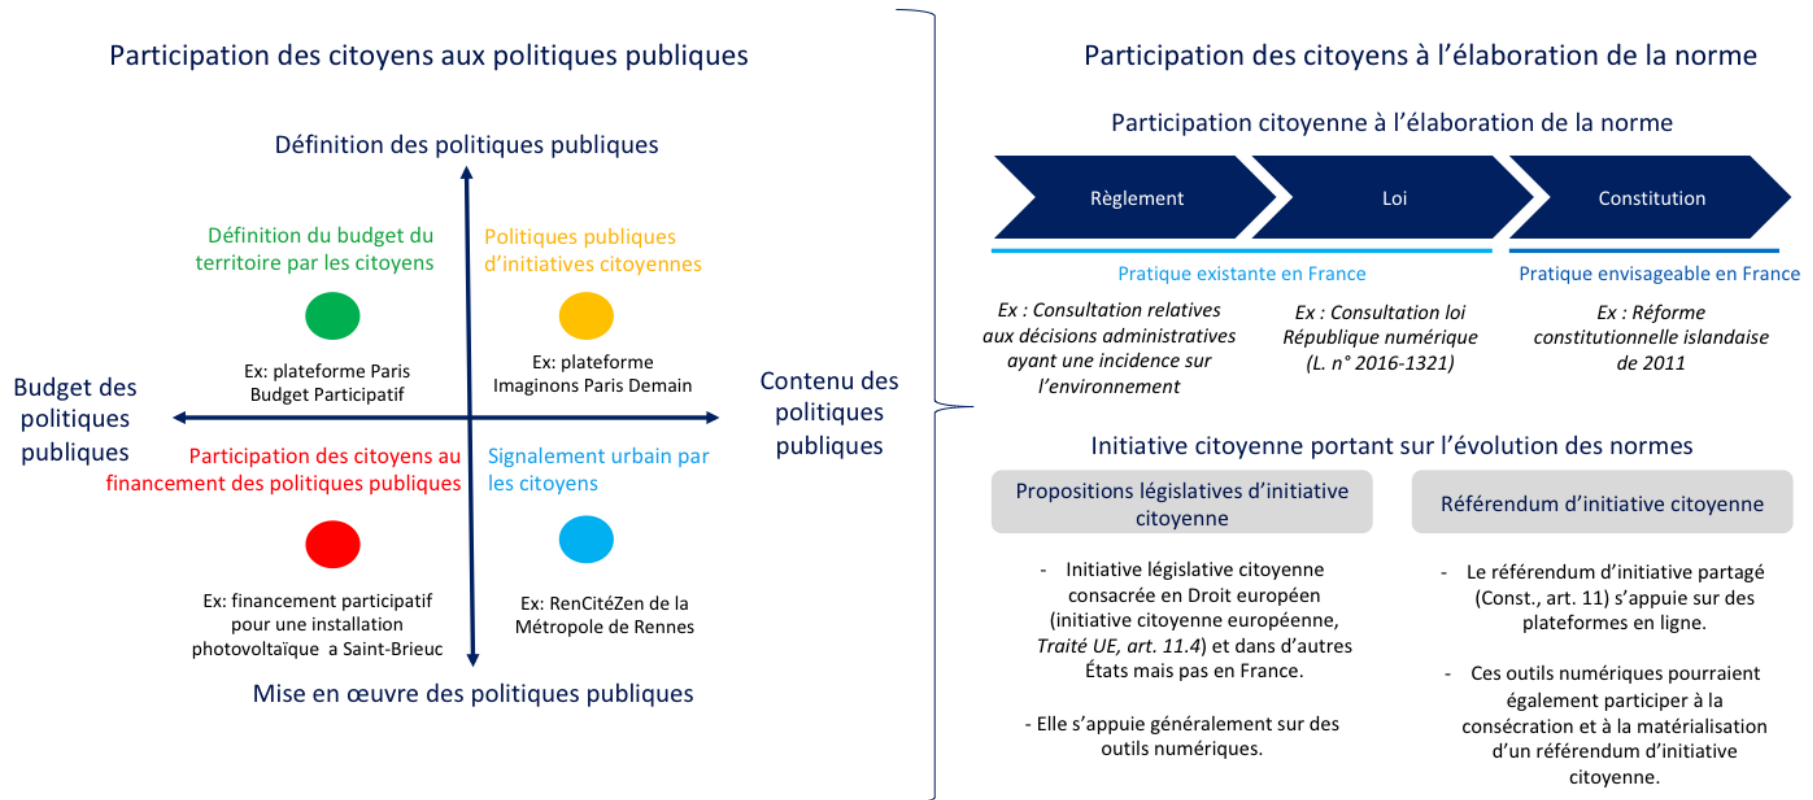 Participation des citoyens aux politiques publiques
Définition des politiques publiques
Définition du budget du
territoire par les citoyens
Ex: plateforme Paris
Budget Participatif
Politiques publiques
d’initiatives citoyennes
Ex: plateforme
Imaginons Paris Demain
Budget des
politiques
publiques
Contenu des
politiques
publiques
Participation des citoyens au
financement des politiques publiques
Ex: financement participatif
pour une installation
photovoltaïque a Saint-Brieuc
Signalement urbain par
les citoyens
Ex: RenCitéZen de la
Métropole de Rennes
Mise en œuvre des politiques publiques
Participation des citoyens à l’élaboration de la norme
Participation citoyenne à l’élaboration de la norme
Règlement
Loi
Constitution
Pratique existante en France
Pratique envisageable en France
Ex : Consultation relatives
aux décisions administratives
ayant une incidence sur
l’environnement
Ex : Consultation loi
République numérique
(L. n° 2016-1321)
Ex : Réforme
constitutionnelle islandaise
de 2011
Initiative citoyenne portant sur l’évolution des normes
Propositions législatives d’initiative
citoyenne
- Initiative législative citoyenne
consacrée en Droit européen
(initiative citoyenne européenne,
Traité UE, art. 11.4) et dans d’autres
États mais pas en France.
- Elle s’appuie généralement sur des
outils numériques.
Référendum d’initiative citoyenne
- Le référendum d’initiative partagé
(Const., art. 11) s’appuie sur des
plateformes en ligne.
- Ces outils numériques pourraient
également participer à la
consécration et à la matérialisation
d’un référendum d’initiative
citoyenne.